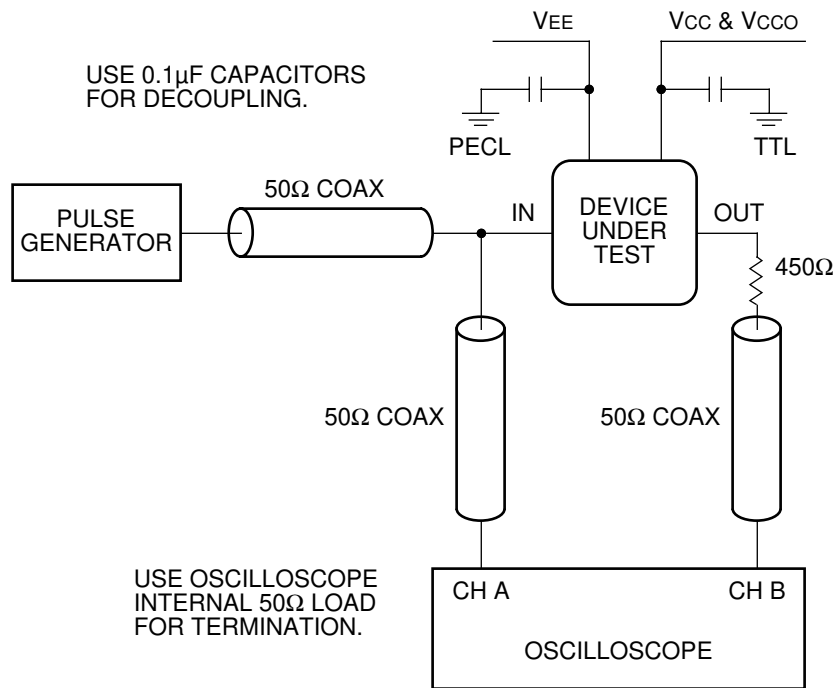 VEE
VCC & VCCO
USE 0.1µF CAPACITORS
FOR DECOUPLING.
PECL
TTL
50Ω COAX
PULSE
GENERATOR
IN
DEVICE
UNDER
TEST
OUT
450Ω
50Ω COAX
50Ω COAX
USE OSCILLOSCOPE
INTERNAL 50Ω LOAD
FOR TERMINATION.
CH A
CH B
OSCILLOSCOPE